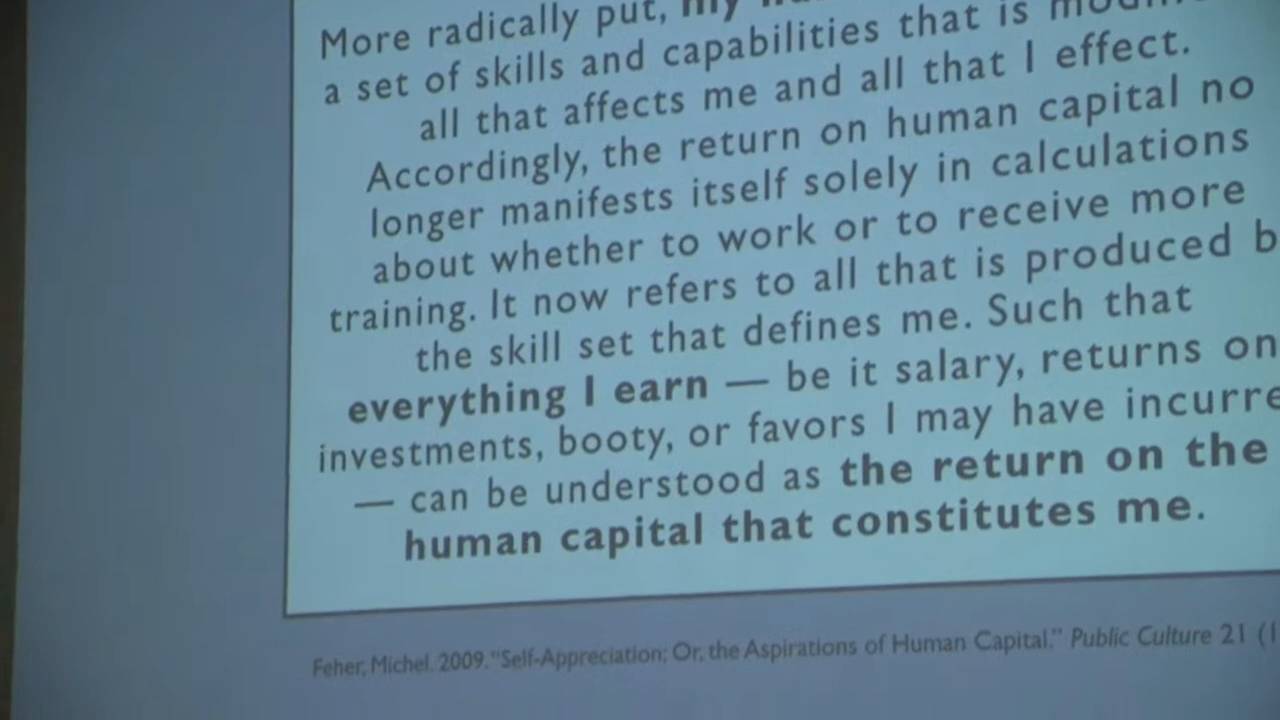 More radically put, my
a set of skills and capabilities that is
all that affects me and all that I effect.
Accordingly, the return on human capital no
longer manifests itself solely in calculations
about whether to work or to receive more
training. It now refers to all that is produced b
the skill set that defines me. Such that
everything I earn — be it salary, returns on
investments, booty, or favors I may have incurre
— can be understood as the return on the
human capital that constitutes me.
Feher, Michel. 2009. "Self-Appreciation; Or, the Aspirations of Human Capital." Public Culture 21 (1